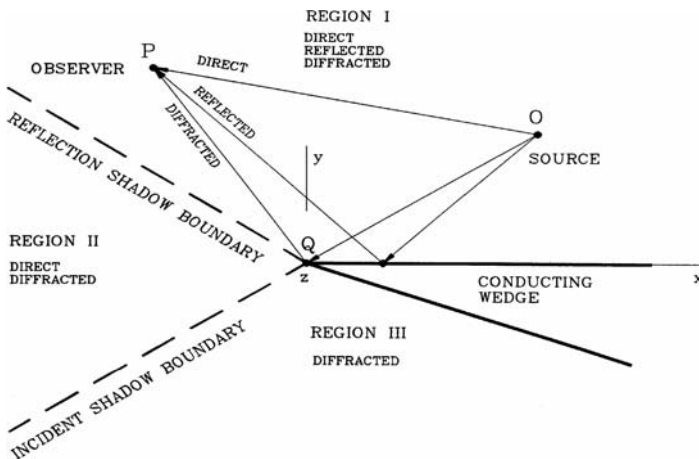 REGION I
DIRECT
REFLECTED
DIFFRACTED
P
OBSERVER
DIRECT
REFLECTED
DIFFRACTED
O
SOURCE
REFLECTION SHADOW BOUNDARY
y
REGION II
DIRECT
DIFFRACTED
Q
z
x
CONDUCTING
WEDGE
REGION III
DIFFRACTED
INCIDENT SHADOW BOUNDARY